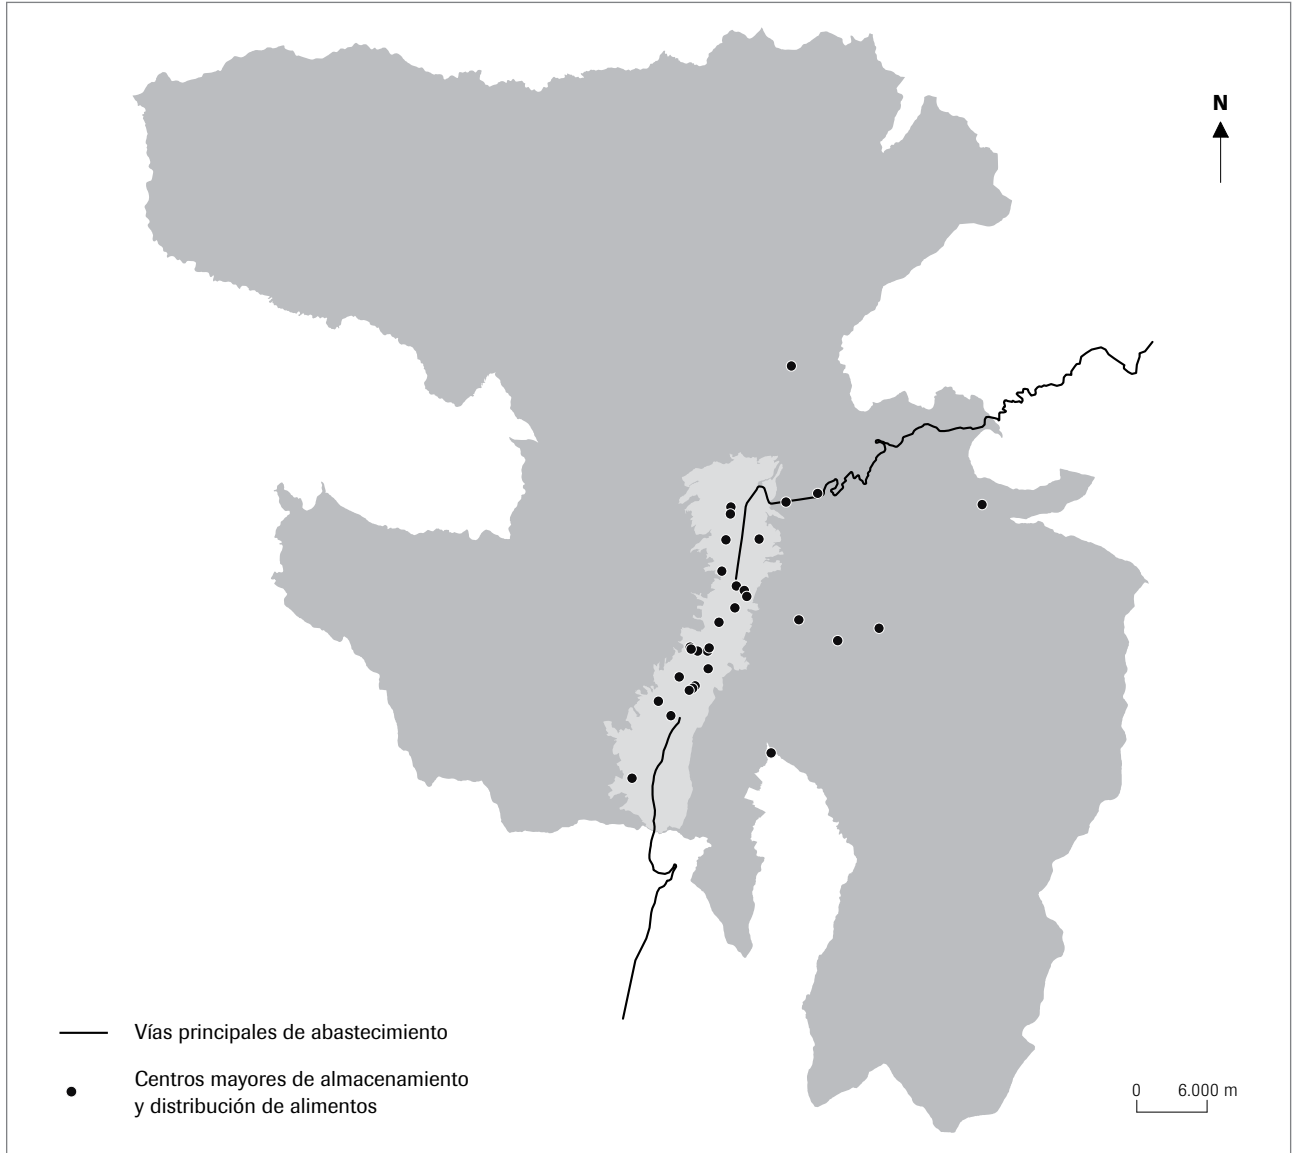 N
Vías principales de abastecimiento
Centros mayores de almacenamiento
y distribución de alimentos
0 6.000 m